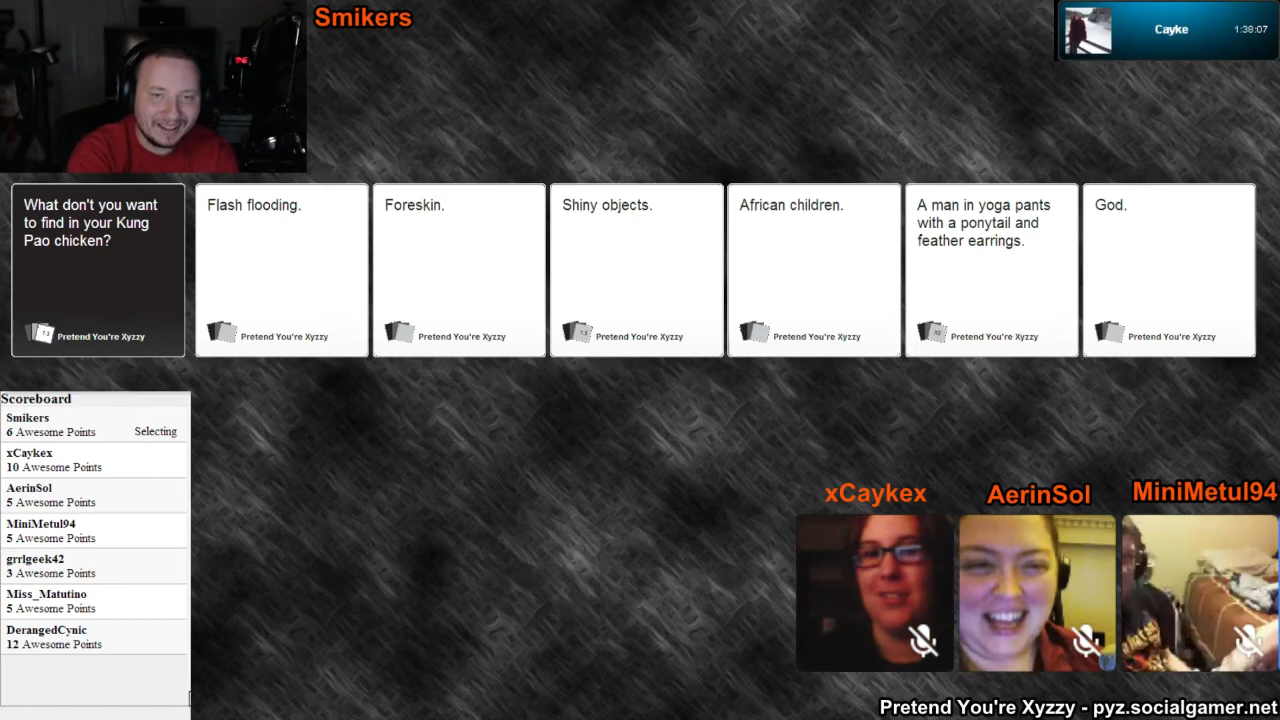 Smikers
Cayke
1:38:07
What don't you want
to find in your Kung
Pao chicken?
Pretend You're Xyzzy
Flash flooding.
Pretend You're Xyzzy
Foreskin.
Pretend You're Xyzzy
Shiny objects.
Pretend You're Xyzzy
African children.
Pretend You're Xyzzy
A man in yoga pants
with a ponytail and
feather earrings.
Pretend You're Xyzzy
God.
Pretend You're Xyzzy
Scoreboard
Smikers
6 Awesome Points Selecting
xCaykex
10 Awesome Points
AerinSol
5 Awesome Points
MiniMetul94
5 Awesome Points
grrlgeek42
3 Awesome Points
Miss_Matutino
5 Awesome Points
DerangedCynic
12 Awesome Points
xCaykex
AerinSol
MiniMetul94
Pretend You're Xyzzy - pyz.socialgamer.net